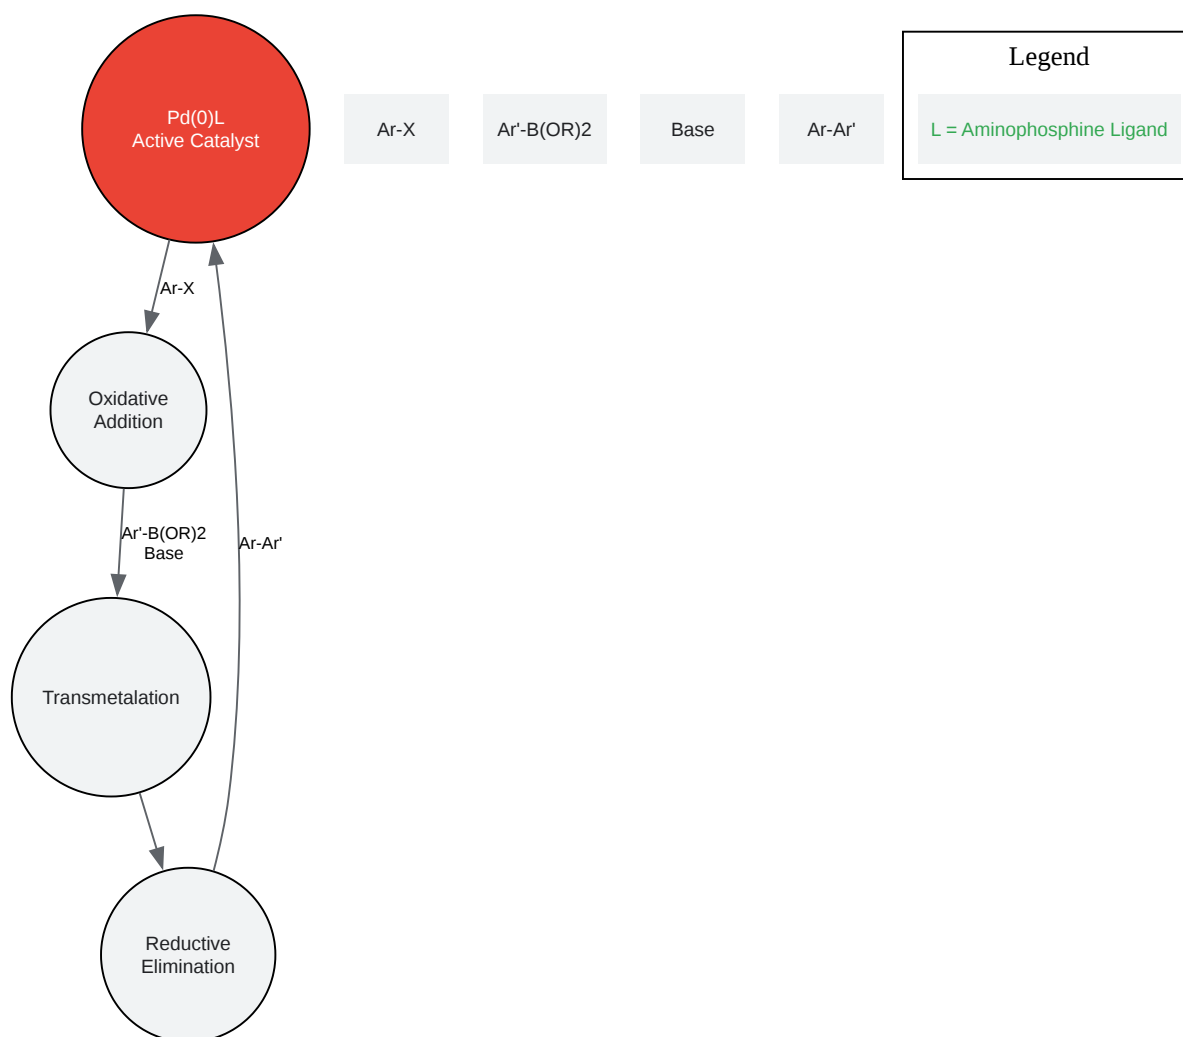 Legend
Pd(0)L
Active Catalyst
Ar-X
Ar'-B(OR)2
Base
Ar-Ar'
L = Aminophosphine Ligand
Ar-X
Oxidative
Addition
Ar'-B(OR)2
Base
Ar-Ar'
Transmetalation
Reductive
Elimination